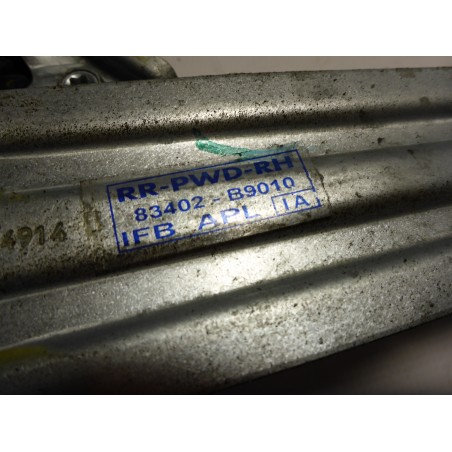 RR-PWD-RH
83402-B9010
IFB APL IA
4914